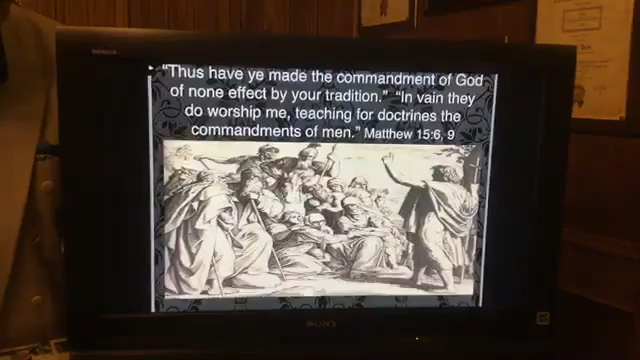 "Thus have ye made the commandment of God
of none effect by your tradition." "In vain they
do worship me, teaching for doctrines the
commandments of men." Matthew 15:6, 9
SONY